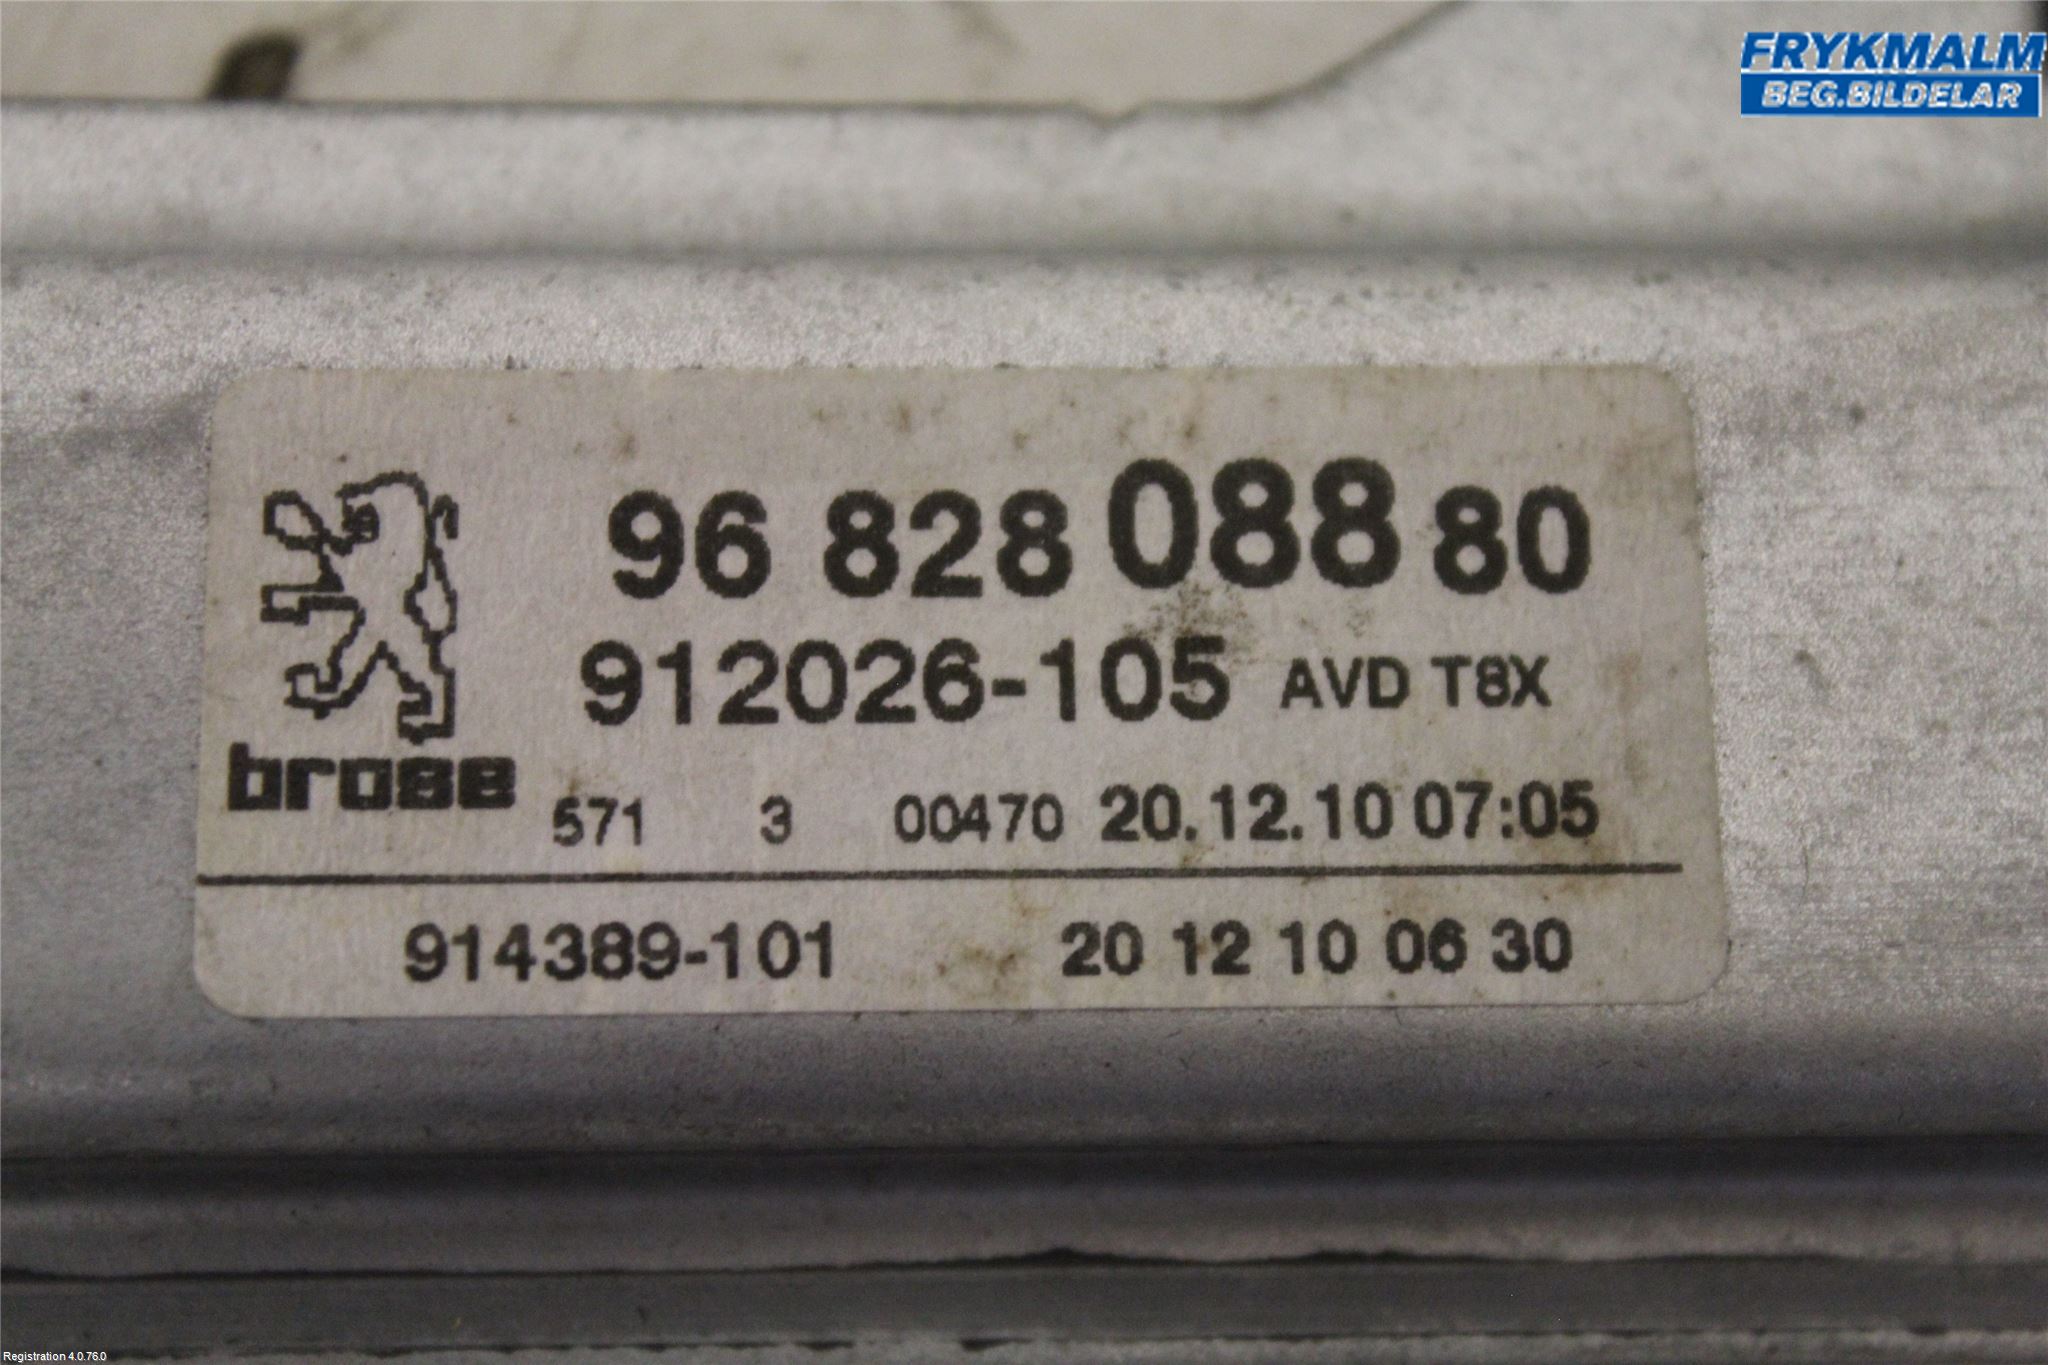 FRYKMALM
BEG.BILDELAR
96 828 088 80
912026-105 AVD T8X
brose
571 3 00470 20.12.10 07:05
914389-101 20 12 10 06 30
Registration 4.0.76.0